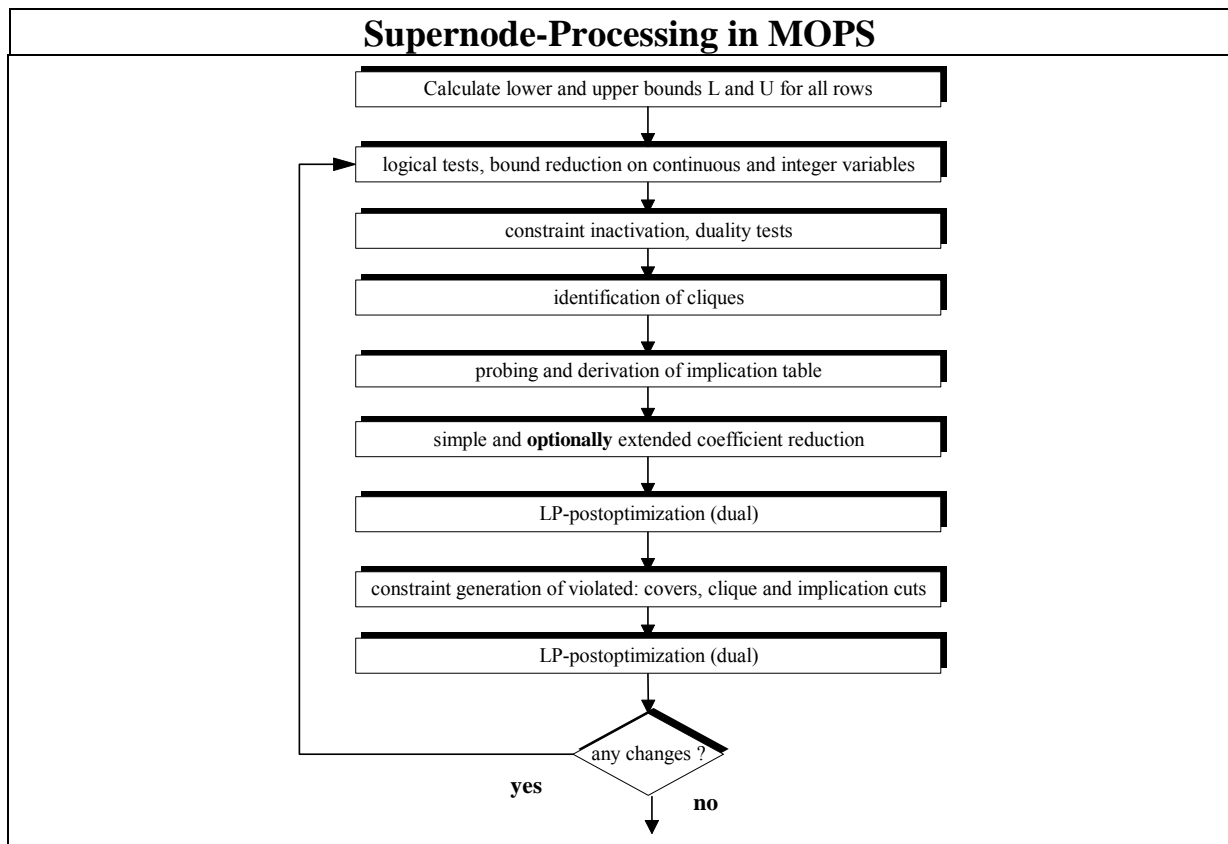 Supernode-Processing in MOPS
Calculate lower and upper bounds L and U for all rows
logical tests, bound reduction on continuous and integer variables
constraint inactivation, duality tests
identification of cliques
probing and derivation of implication table
simple and optionally extended coefficient reduction
LP-postoptimization (dual)
constraint generation of violated: covers, clique and implication cuts
LP-postoptimization (dual)
any changes ?
yes
no